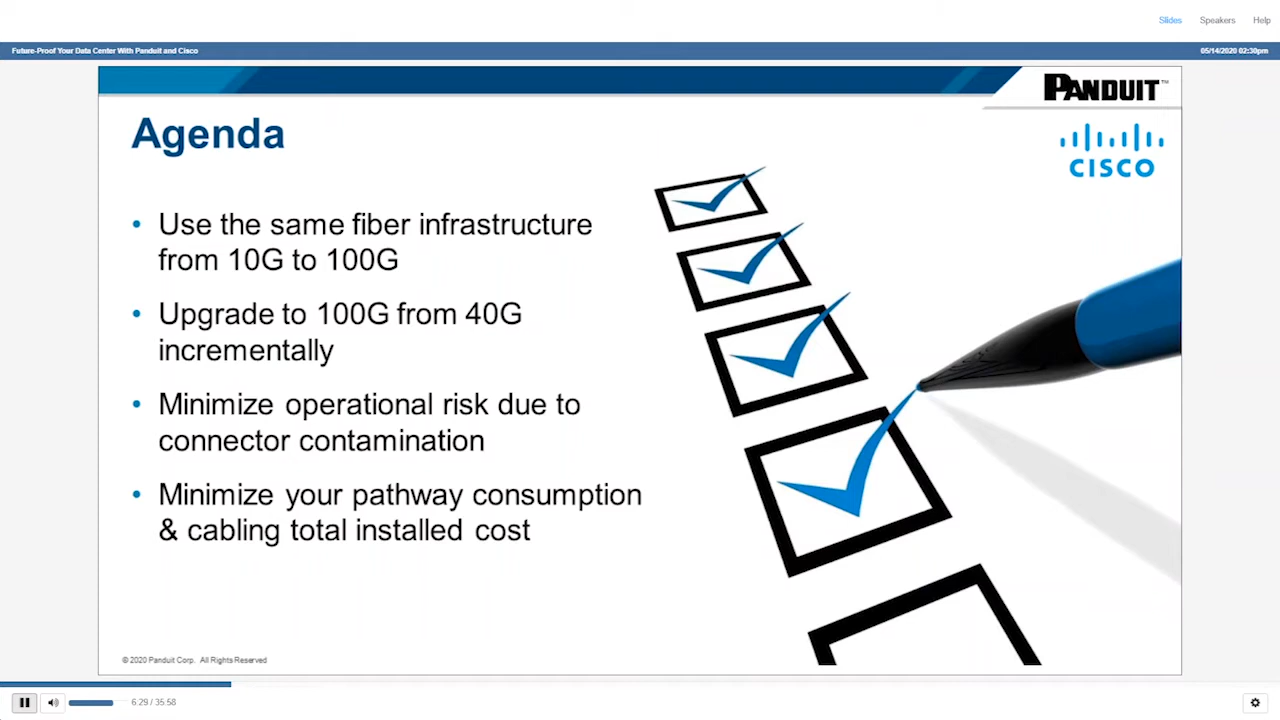 Slides Speakers Help
Future-Proof Your Data Center With Panduit and Cisco 05/14/2020 02:30pm
PANDUIT™
CISCO
Agenda
• Use the same fiber infrastructure
from 10G to 100G
• Upgrade to 100G from 40G
incrementally
• Minimize operational risk due to
connector contamination
• Minimize your pathway consumption
& cabling total installed cost
© 2020 Panduit Corp. All Rights Reserved
6:29 / 35:58